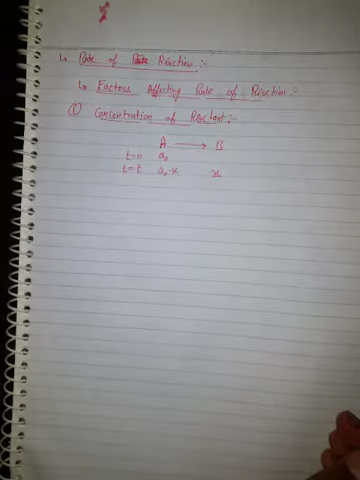 ↳ Rate of Reaction :-
↳ Factors Affecting Rate of Reaction :-
① Concentration of Reactant :-
A ⟶ B
t=0 a₀
t=t a₀-x x